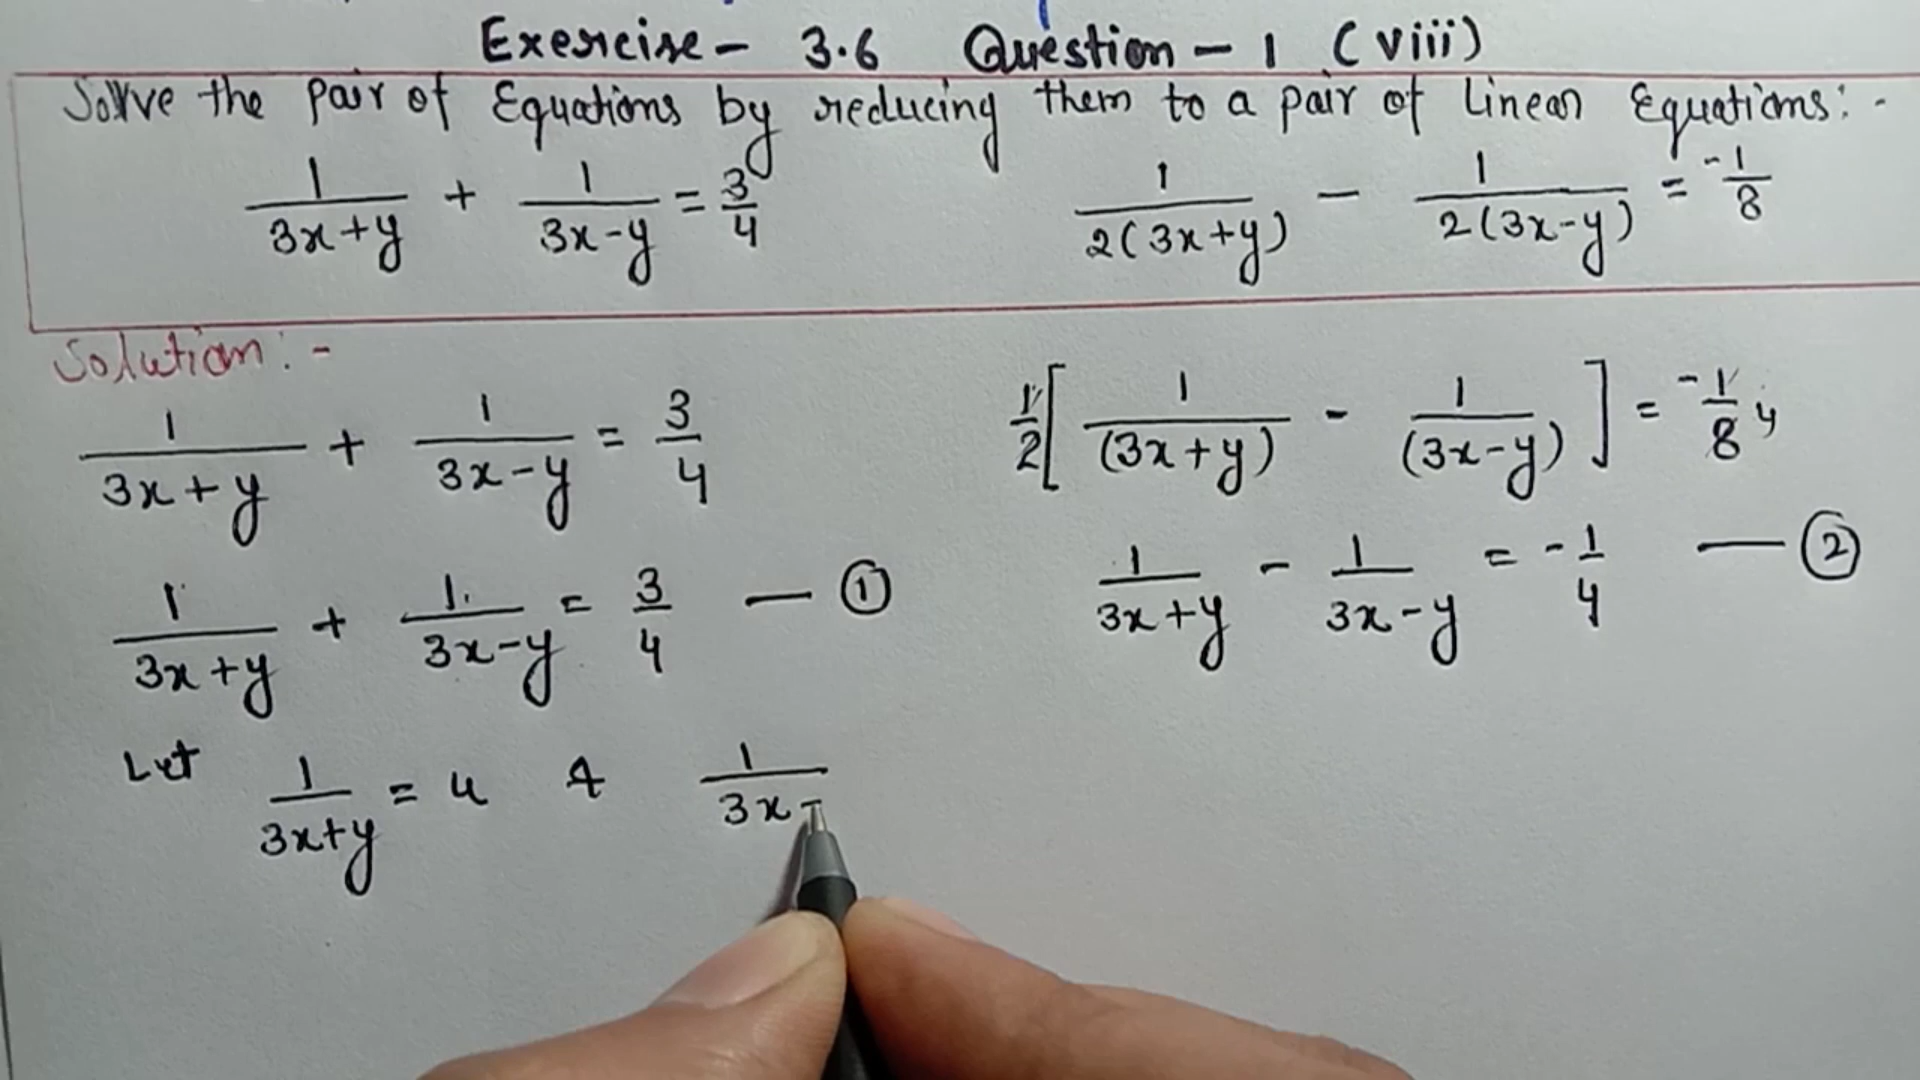 Exercise - 3.6 Question - 1 (viii)
Solve the pair of Equations by reducing them to a pair of Linear Equations:-
1/(3x+y) + 1/(3x-y) = 3/4    1/(2(3x+y)) - 1/(2(3x-y)) = -1/8
Solution:-
1/(3x+y) + 1/(3x-y) = 3/4    1/2[1/(3x+y) - 1/(3x-y)] = -1/8 4
1/(3x+y) + 1/(3x-y) = 3/4 — ①    1/(3x+y) - 1/(3x-y) = -1/4 — ②
Let 1/(3x+y) = u & 1/(3x-